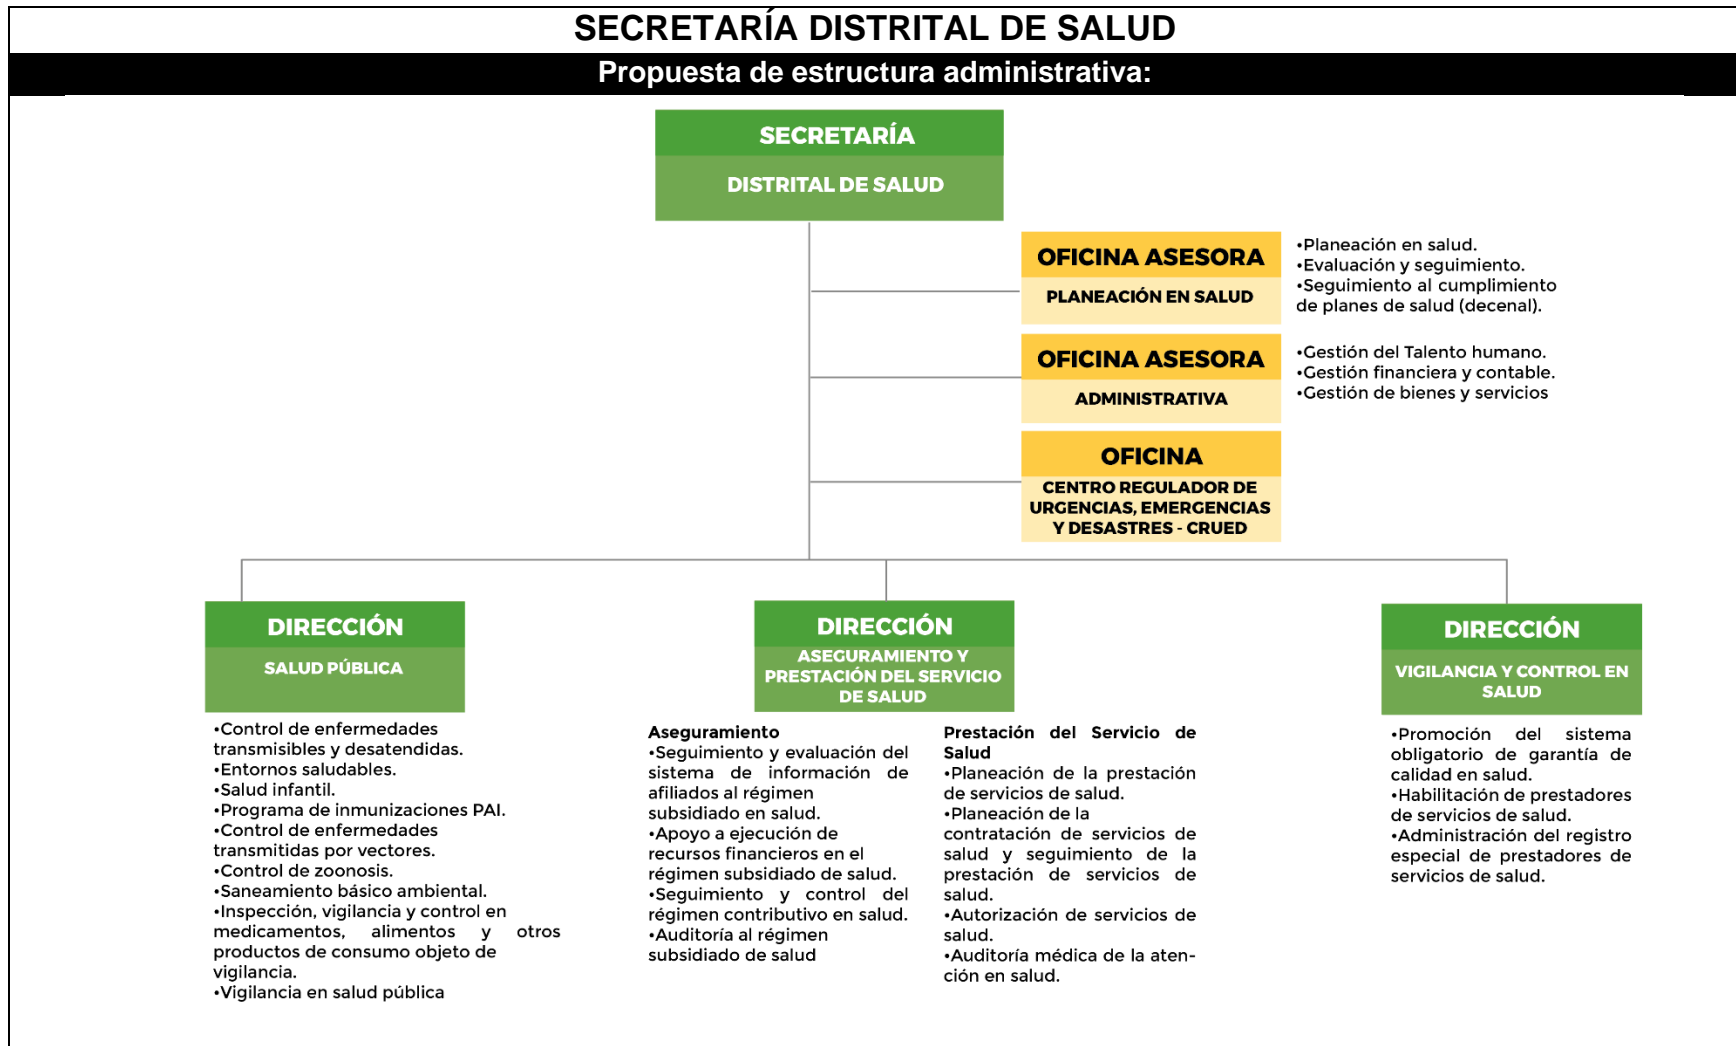 SECRETARÍA DISTRITAL DE SALUD
Propuesta de estructura administrativa:
SECRETARÍA
DISTRITAL DE SALUD
OFICINA ASESORA
PLANEACIÓN EN SALUD
•Planeación en salud.
•Evaluación y seguimiento.
•Seguimiento al cumplimiento
de planes de salud (decenal).
OFICINA ASESORA
ADMINISTRATIVA
•Gestión del Talento humano.
•Gestión financiera y contable.
•Gestión de bienes y servicios
OFICINA
CENTRO REGULADOR DE
URGENCIAS, EMERGENCIAS
Y DESASTRES - CRUED
DIRECCIÓN
SALUD PÚBLICA
•Control de enfermedades
transmisibles y desatendidas.
•Entornos saludables.
•Salud infantil.
•Programa de inmunizaciones PAI.
•Control de enfermedades
transmitidas por vectores.
•Control de zoonosis.
•Saneamiento básico ambiental.
•Inspección, vigilancia y control en
medicamentos, alimentos y otros
productos de consumo objeto de
vigilancia.
•Vigilancia en salud pública
DIRECCIÓN
ASEGURAMIENTO Y
PRESTACIÓN DEL SERVICIO
DE SALUD
Aseguramiento
•Seguimiento y evaluación del
sistema de información de
afiliados al régimen
subsidiado en salud.
•Apoyo a ejecución de
recursos financieros en el
régimen subsidiado de salud.
•Seguimiento y control del
régimen contributivo en salud.
•Auditoría al régimen
subsidiado de salud
Prestación del Servicio de
Salud
•Planeación de la prestación
de servicios de salud.
•Planeación de la
contratación de servicios de
salud y seguimiento de la
prestación de servicios de
salud.
•Autorización de servicios de
salud.
•Auditoría médica de la aten-
ción en salud.
DIRECCIÓN
VIGILANCIA Y CONTROL EN
SALUD
•Promoción del sistema
obligatorio de garantía de
calidad en salud.
•Habilitación de prestadores
de servicios de salud.
•Administración del registro
especial de prestadores de
servicios de salud.